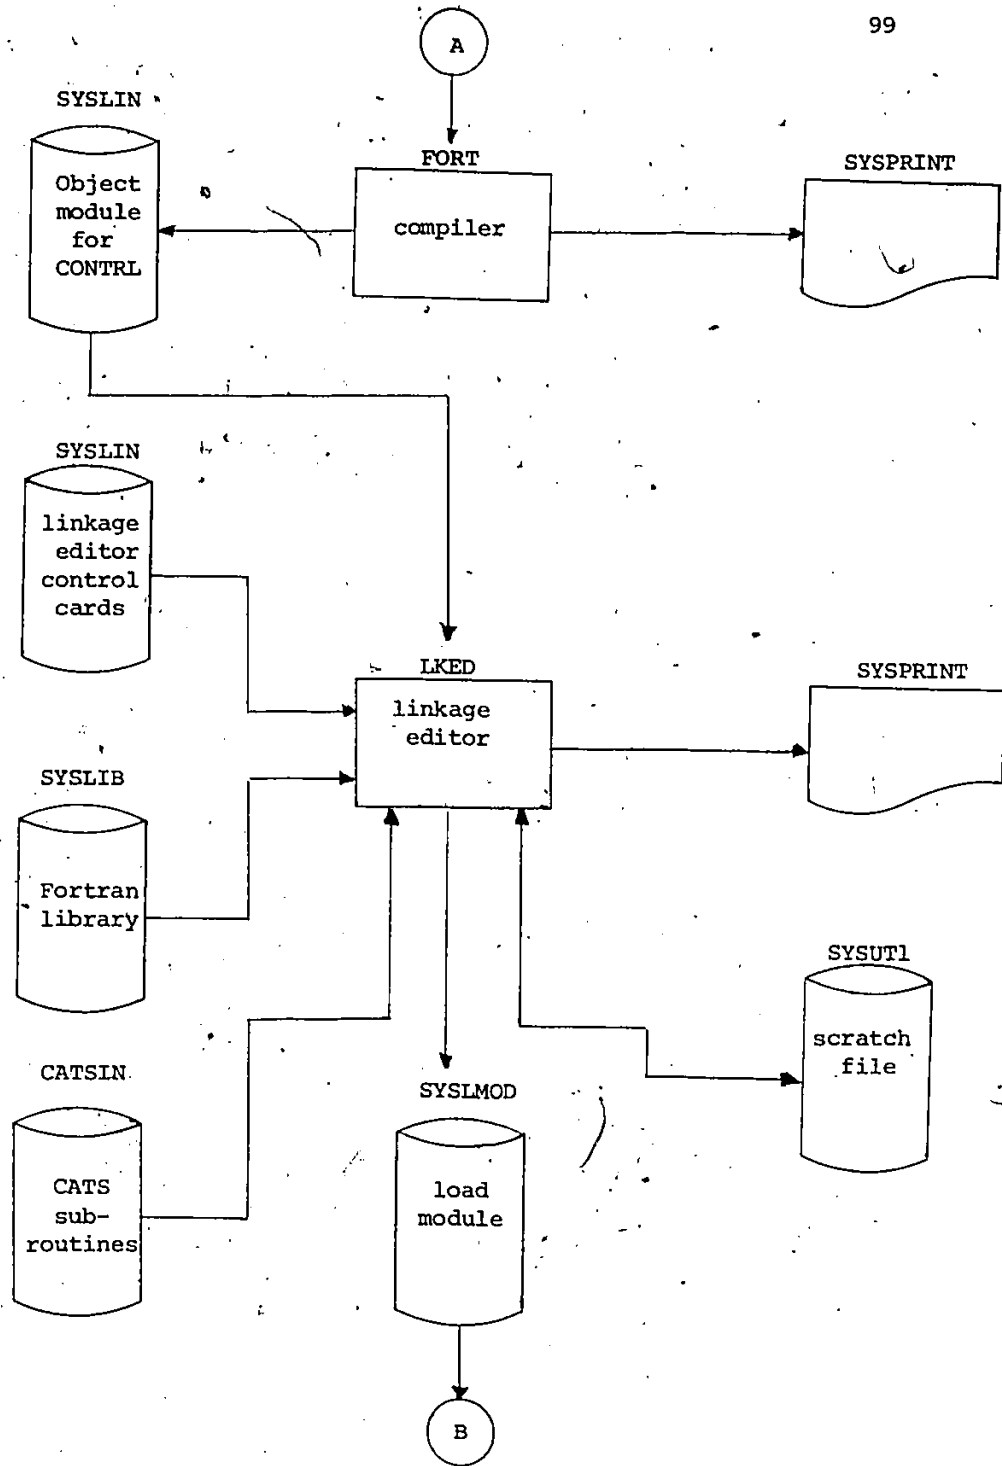 99
A
SYSLIN
Object
module
for
CONTRL
FORT
compiler
SYSPRINT
SYSLIN
linkage
editor
control
cards
LKED
linkage
editor
SYSPRINT
SYSLIB
Fortran
library
SYSUT1
scratch
file
CATSIN
CATS
sub-
routines
SYSLMOD
load
module
B